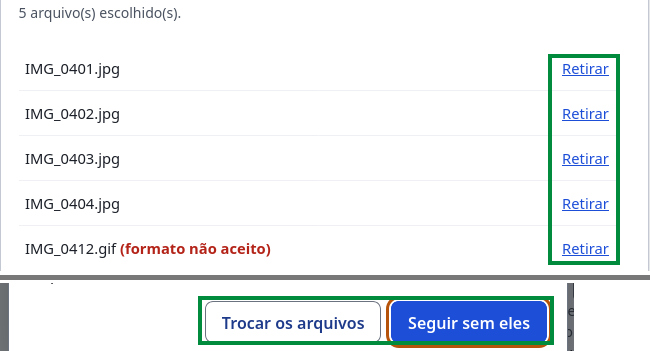 5 arquivo(s) escolhido(s).
IMG_0401.jpg Retirar
IMG_0402.jpg Retirar
IMG_0403.jpg Retirar
IMG_0404.jpg Retirar
IMG_0412.gif (formato não aceito) Retirar
Trocar os arquivos Seguir sem eles